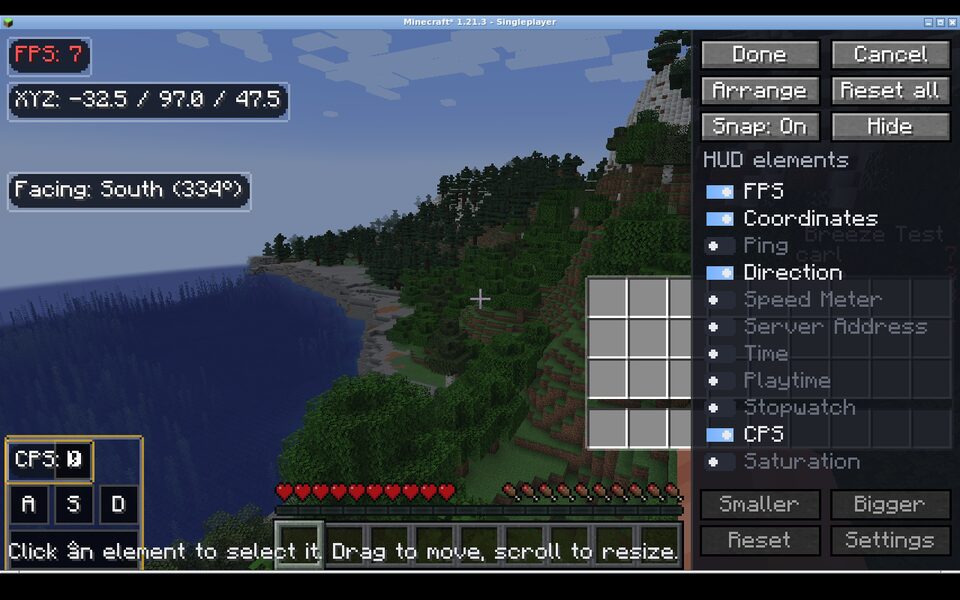 Minecraft* 1.21.3 - Singleplayer
FPS: 7
XYZ: -32.5 / 97.0 / 47.5
Facing: South (334°)
Done
Cancel
Arrange
Reset all
Snap: On
Hide
HUD elements
FPS
Coordinates
Breeze Test
Ping
carl
Direction
Speed Meter
Server Address
Time
Playtime
Stopwatch
CPS
Saturation
Smaller
Bigger
Reset
Settings
CPS: 0
A S D
Click an element to select it. Drag to move, scroll to resize.